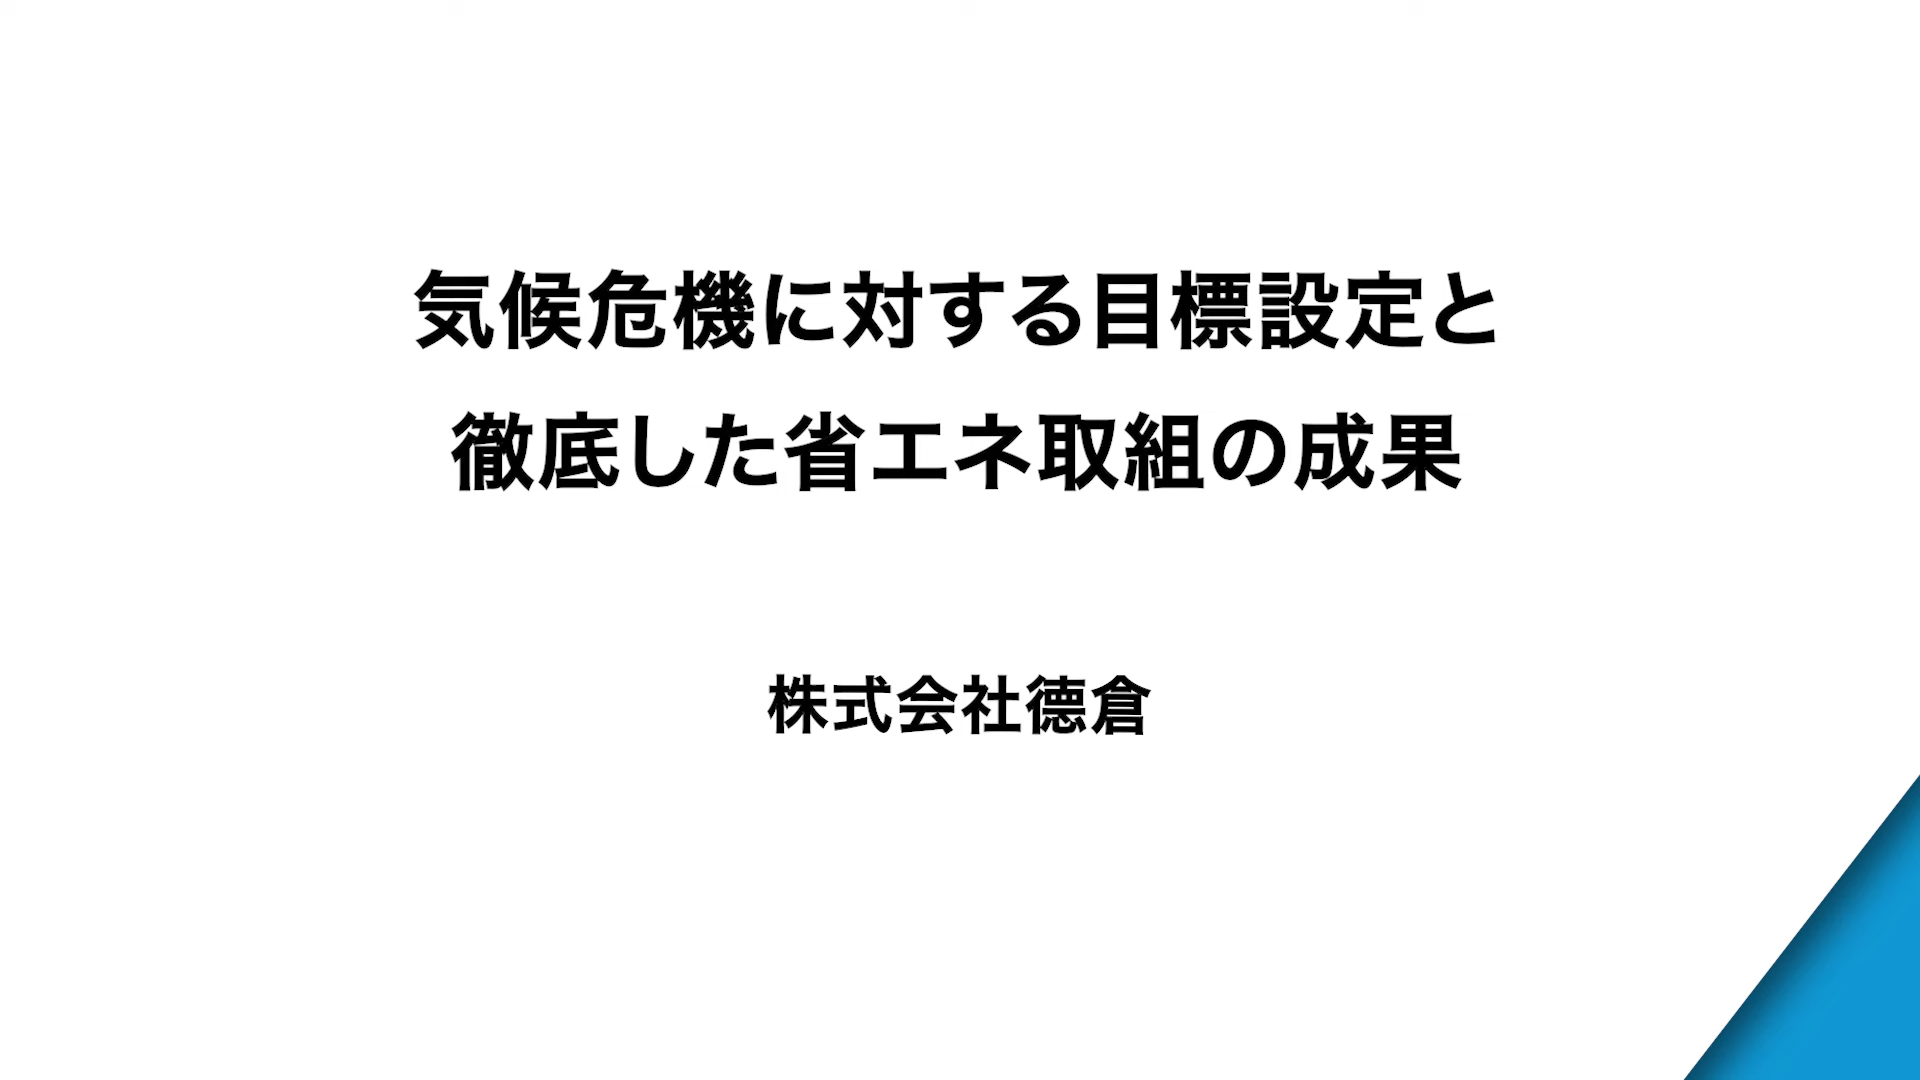 気候危機に対する目標設定と
徹底した省エネ取組の成果
株式会社德倉